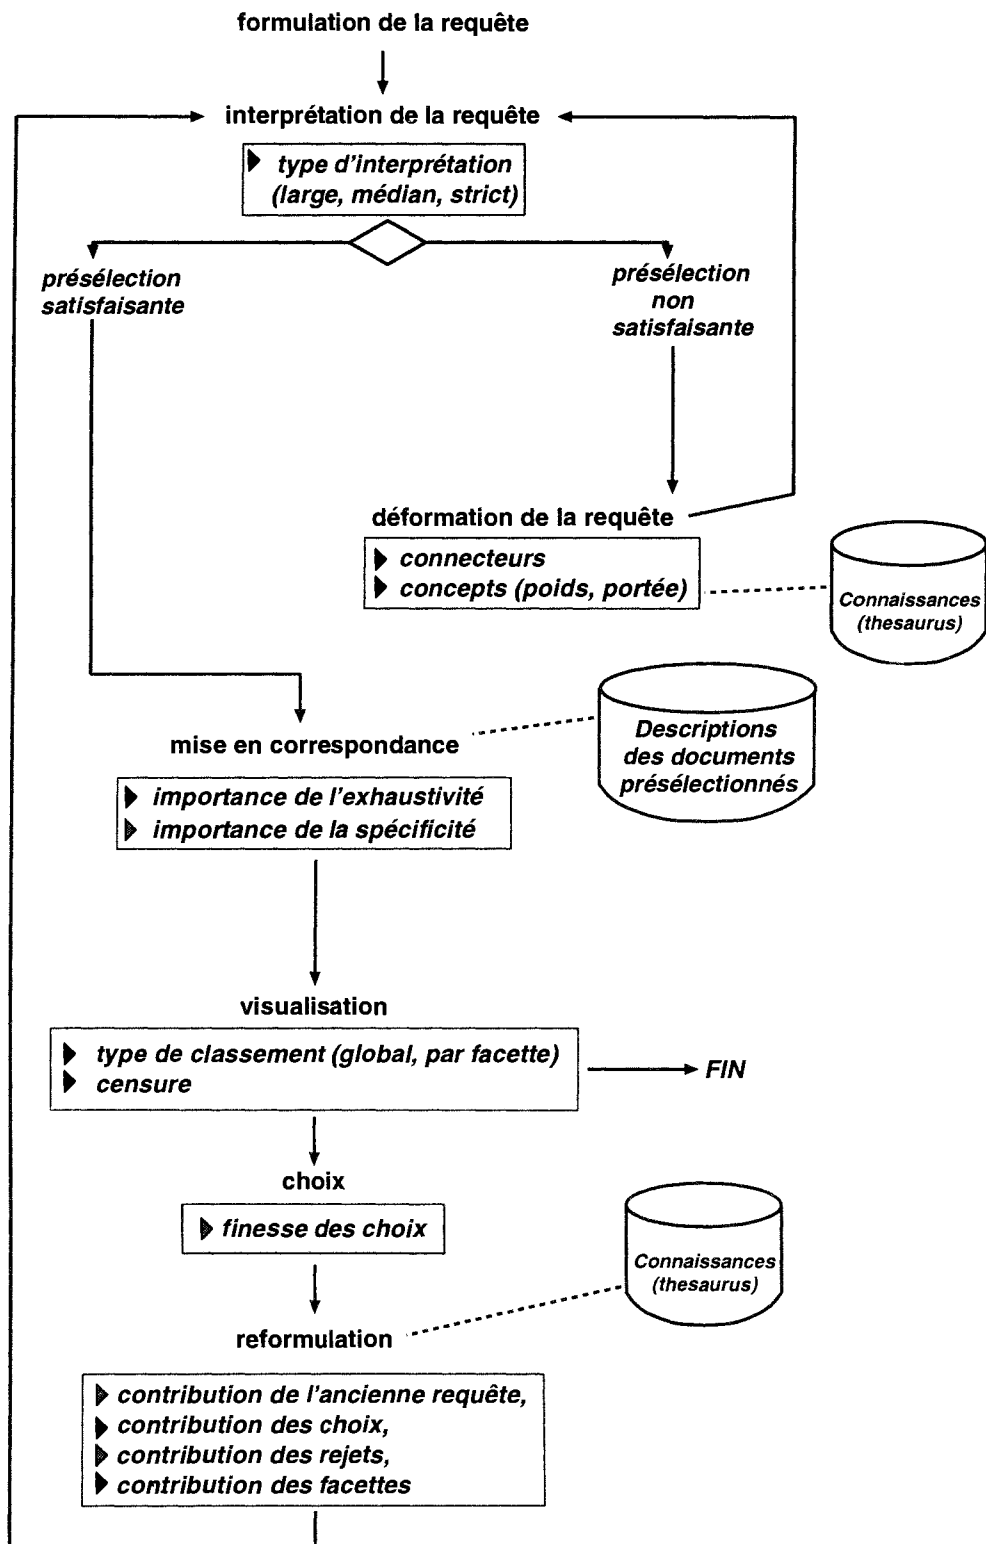 formulation de la requête
interprétation de la requête
type d'interprétation
(large, médian, strict)
présélection
satisfaisante
présélection
non
satisfaisante
déformation de la requête
connecteurs
concepts (poids, portée)
Connaissances
(thesaurus)
mise en correspondance
Descriptions
des documents
présélectionnés
importance de l'exhaustivité
importance de la spécificité
visualisation
type de classement (global, par facette)
censure
FIN
choix
finesse des choix
Connaissances
(thesaurus)
reformulation
contribution de l'ancienne requête,
contribution des choix,
contribution des rejets,
contribution des facettes